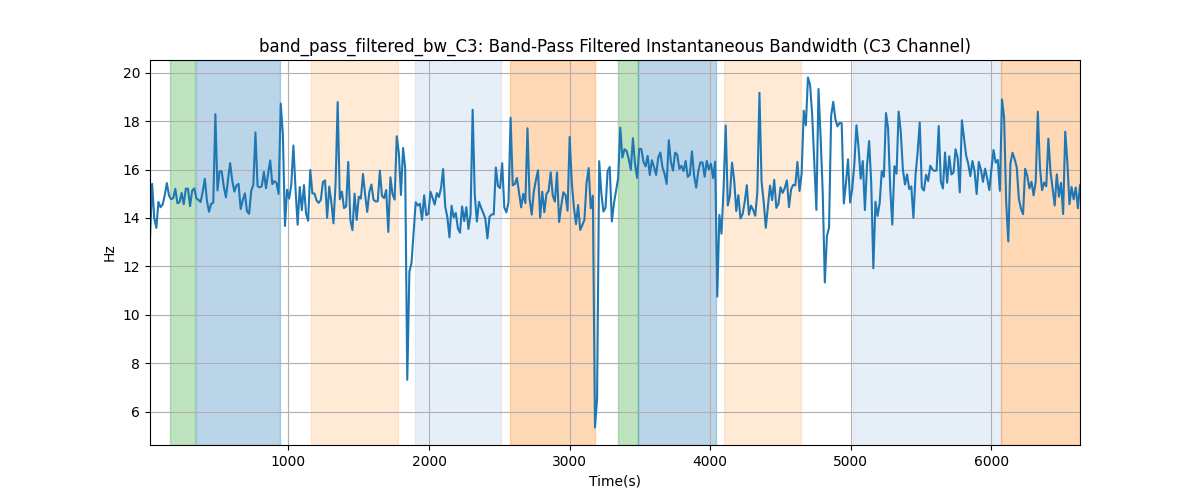 band_pass_filtered_bw_C3: Band-Pass Filtered Instantaneous Bandwidth (C3 Channel)
20
18
16
14
12
10
8
6
Hz
1000 2000 3000 4000 5000 6000
Time(s)